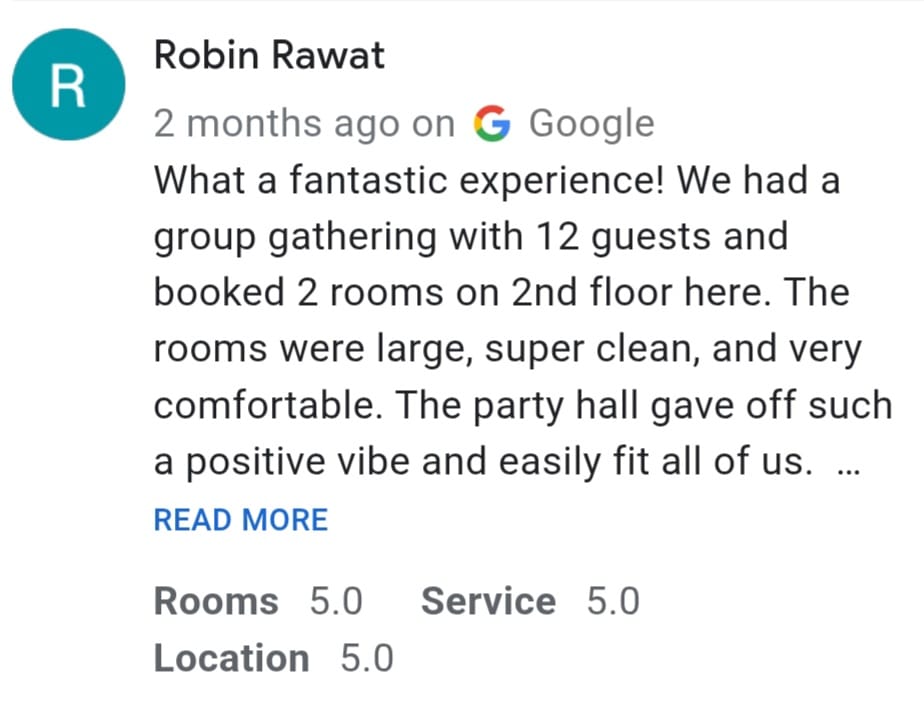 R
Robin Rawat
2 months ago on G Google
What a fantastic experience! We had a
group gathering with 12 guests and
booked 2 rooms on 2nd floor here. The
rooms were large, super clean, and very
comfortable. The party hall gave off such
a positive vibe and easily fit all of us. ...
READ MORE
Rooms 5.0 Service 5.0
Location 5.0